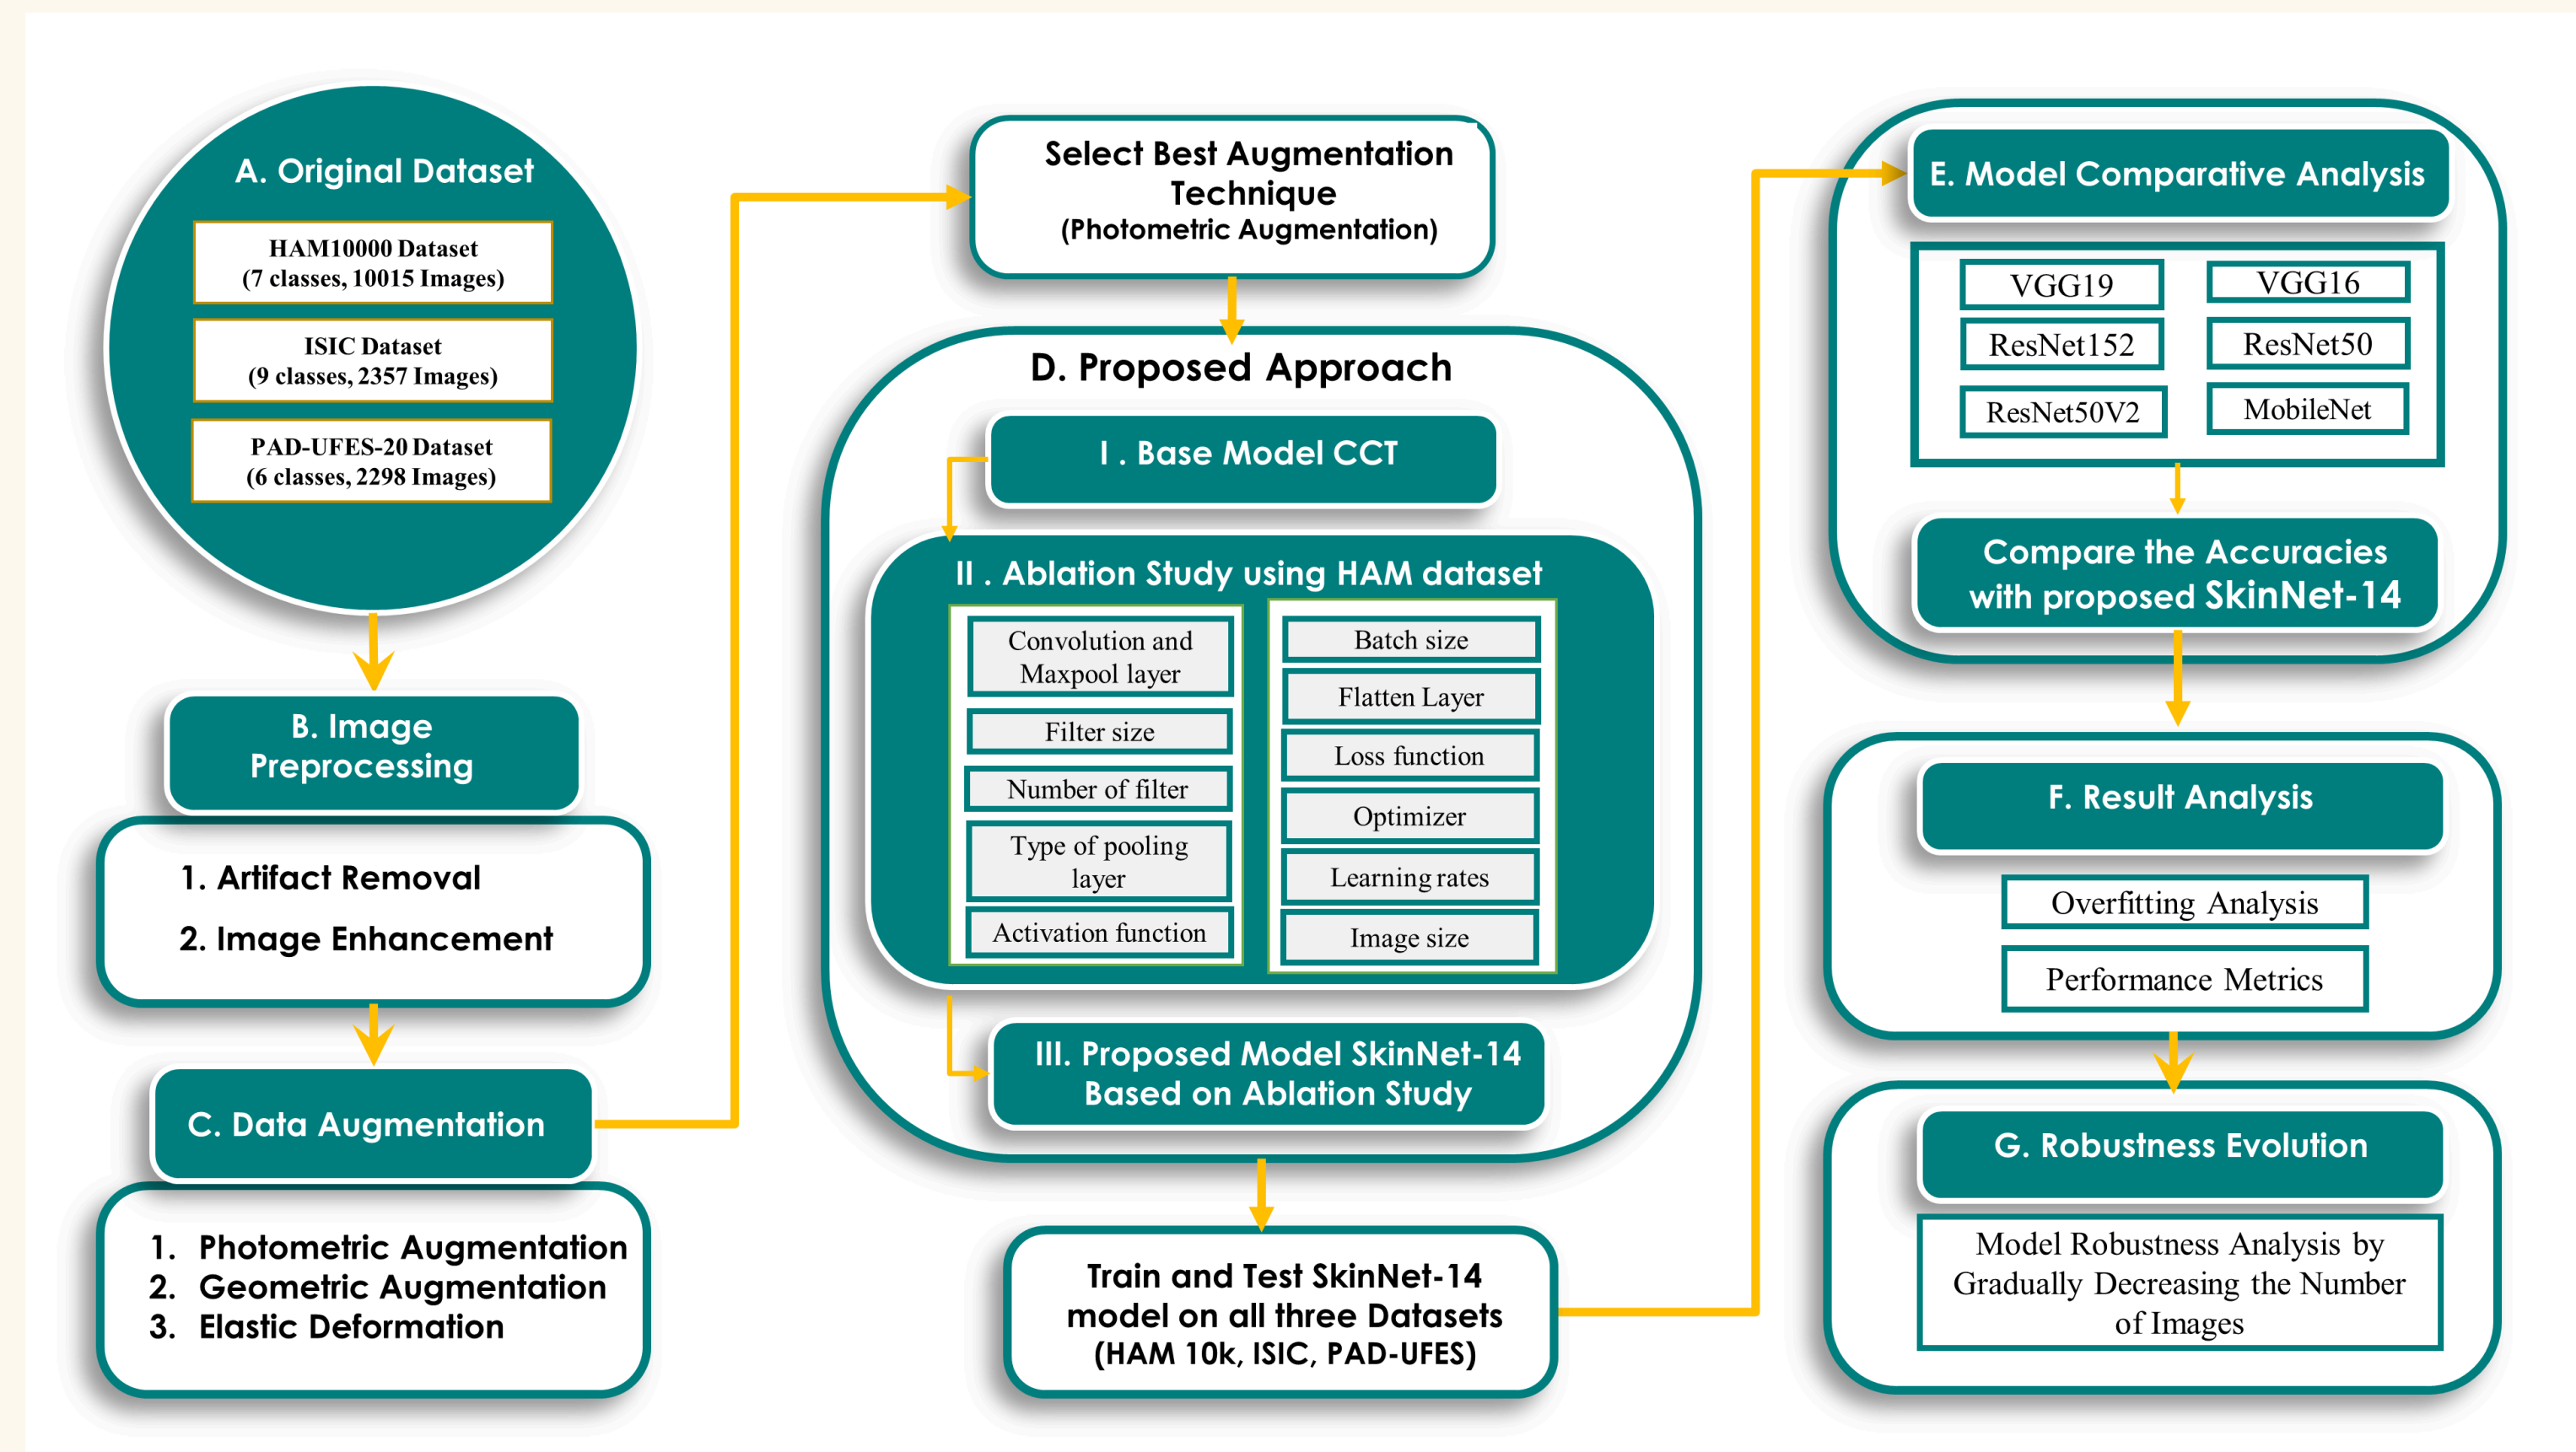 A. Original Dataset
HAM10000 Dataset
(7 classes, 10015 Images)
ISIC Dataset
(9 classes, 2357 Images)
PAD-UFES-20 Dataset
(6 classes, 2298 Images)
B. Image
Preprocessing
1. Artifact Removal
2. Image Enhancement
C. Data Augmentation
1. Photometric Augmentation
2. Geometric Augmentation
3. Elastic Deformation
Select Best Augmentation
Technique
(Photometric Augmentation)
D. Proposed Approach
I . Base Model CCT
II . Ablation Study using HAM dataset
Convolution and
Maxpool layer
Filter size
Number of filter
Type of pooling
layer
Activation function
Batch size
Flatten Layer
Loss function
Optimizer
Learning rates
Image size
III. Proposed Model SkinNet-14
Based on Ablation Study
Train and Test SkinNet-14
model on all three Datasets
(HAM 10k, ISIC, PAD-UFES)
E. Model Comparative Analysis
VGG19
VGG16
ResNet152
ResNet50
ResNet50V2
MobileNet
Compare the Accuracies
with proposed SkinNet-14
F. Result Analysis
Overfitting Analysis
Performance Metrics
G. Robustness Evolution
Model Robustness Analysis by
Gradually Decreasing the Number
of Images